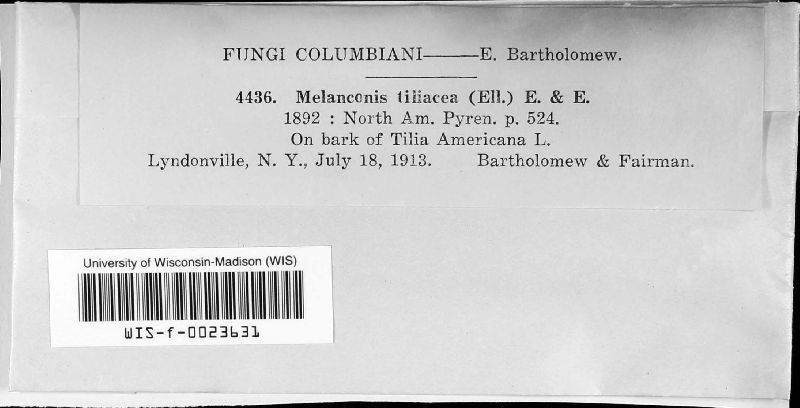 FUNGI COLUMBIANI——E. Bartholomew.
4436. Melanconis tiliacea (Ell.) E. & E.
1892 : North Am. Pyren. p. 524.
On bark of Tilia Americana L.
Lyndonville, N. Y., July 18, 1913. Bartholomew & Fairman.
University of Wisconsin-Madison (WIS)
WIS-f-0023631